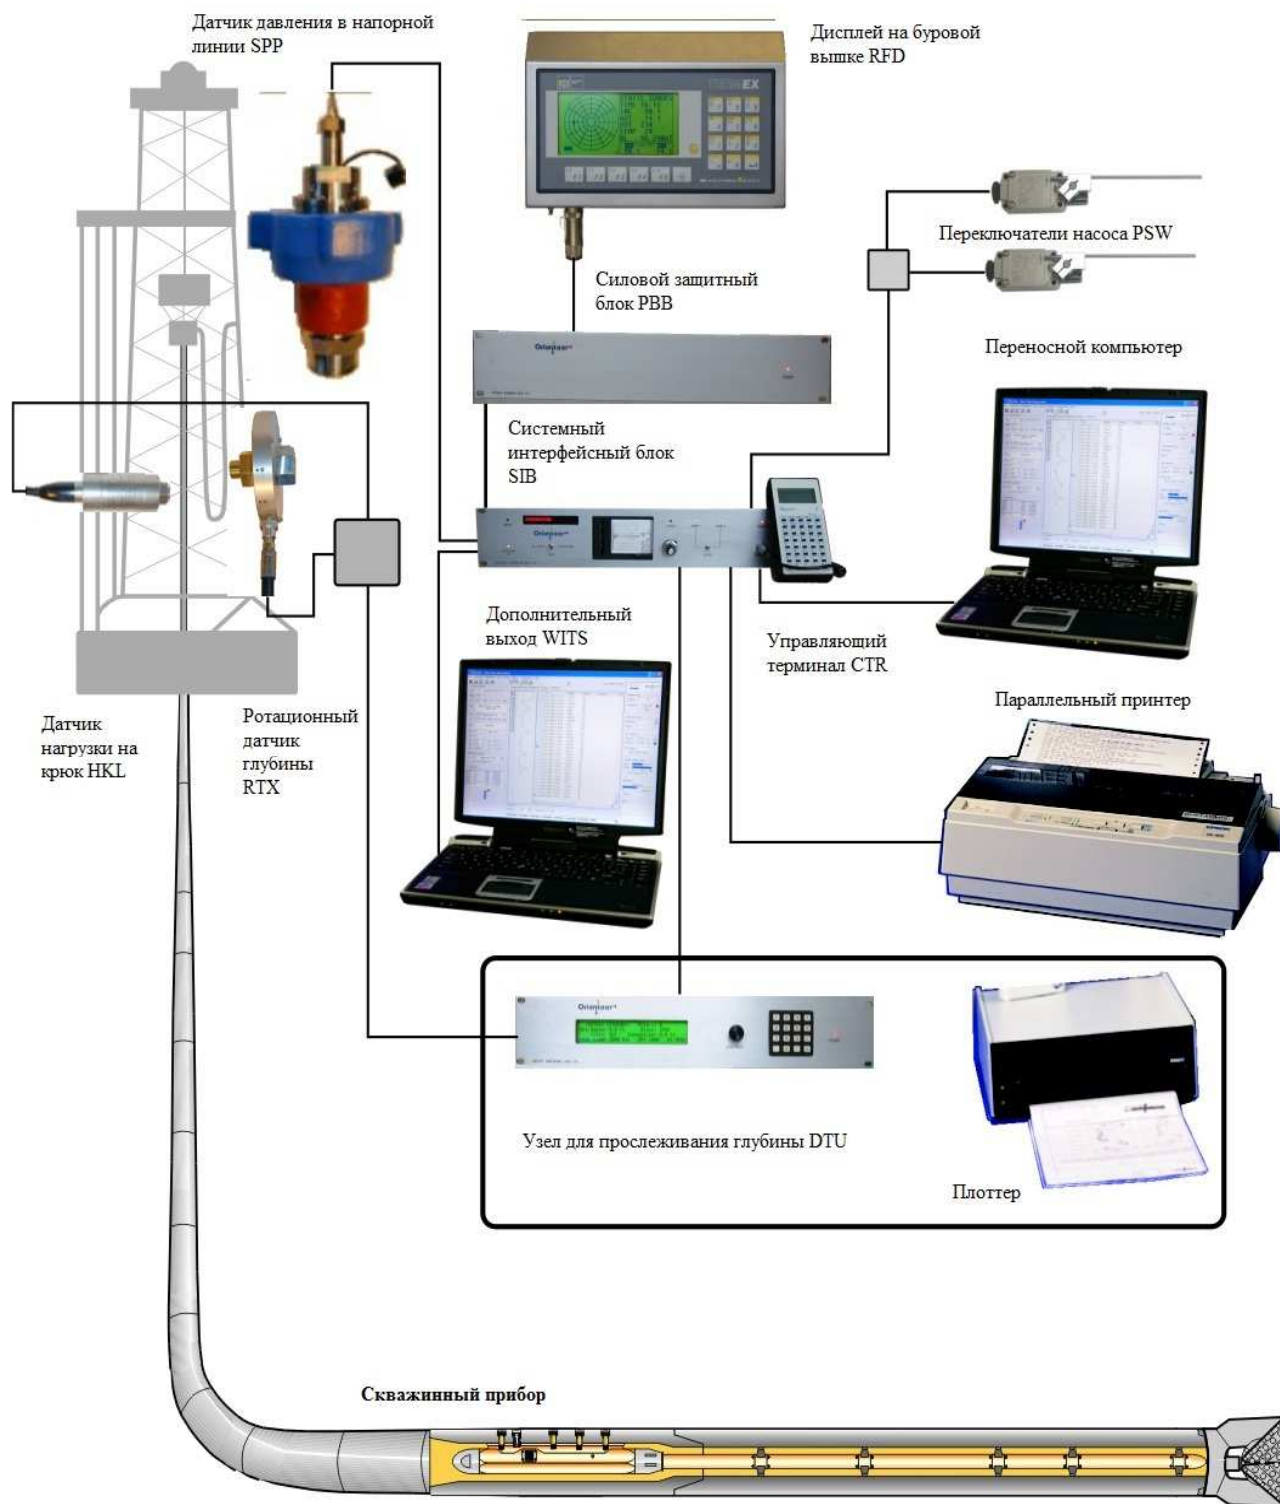 Датчик давления в напорной
линии SPP
Дисплей на буровой
вышке RFD
Переключатели насоса PSW
Силовой защитный
блок PBB
Переносной компьютер
Системный
интерфейсный блок
SIB
Дополнительный
выход WITS
Управляющий
терминал CTR
Параллельный принтер
Датчик
нагрузки на
крюк HKL
Ротационный
датчик
глубины
RTX
Узел для прослеживания глубины DTU
Плоттер
Скважинный прибор